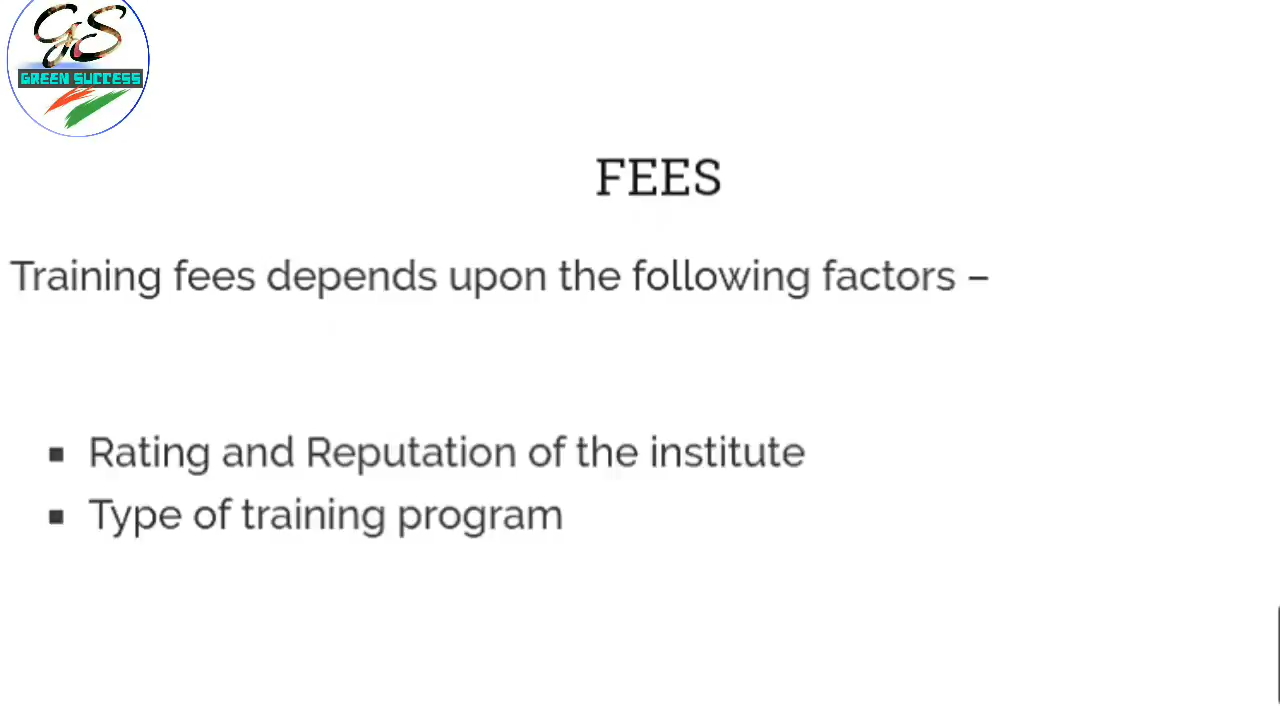 GS
GREEN SUCCESS
FEES
Training fees depends upon the following factors –
▪ Rating and Reputation of the institute
▪ Type of training program